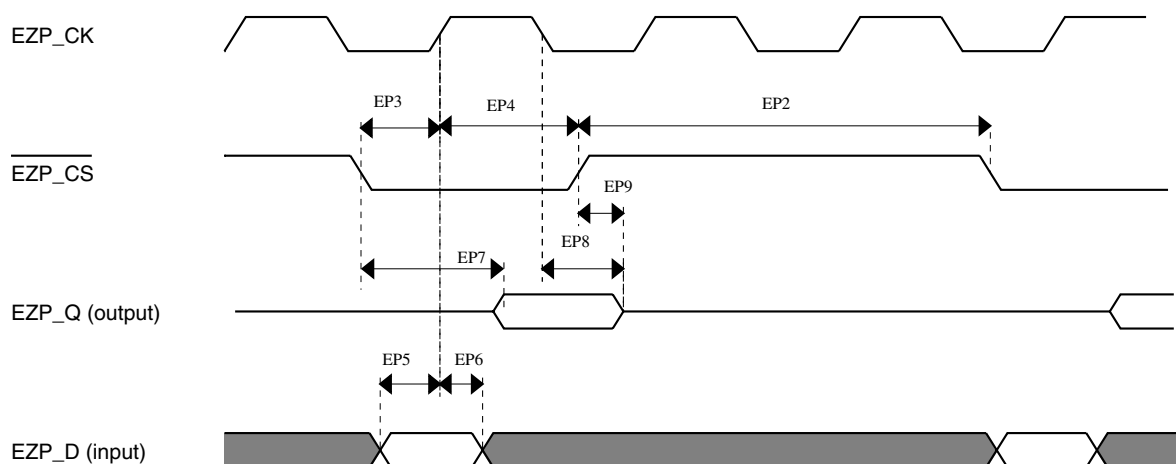 EZP_CK
EP3
EP4
EP2
EZP_CS
EP9
EP8
EP7
EZP_Q (output)
EP5
EP6
EZP_D (input)